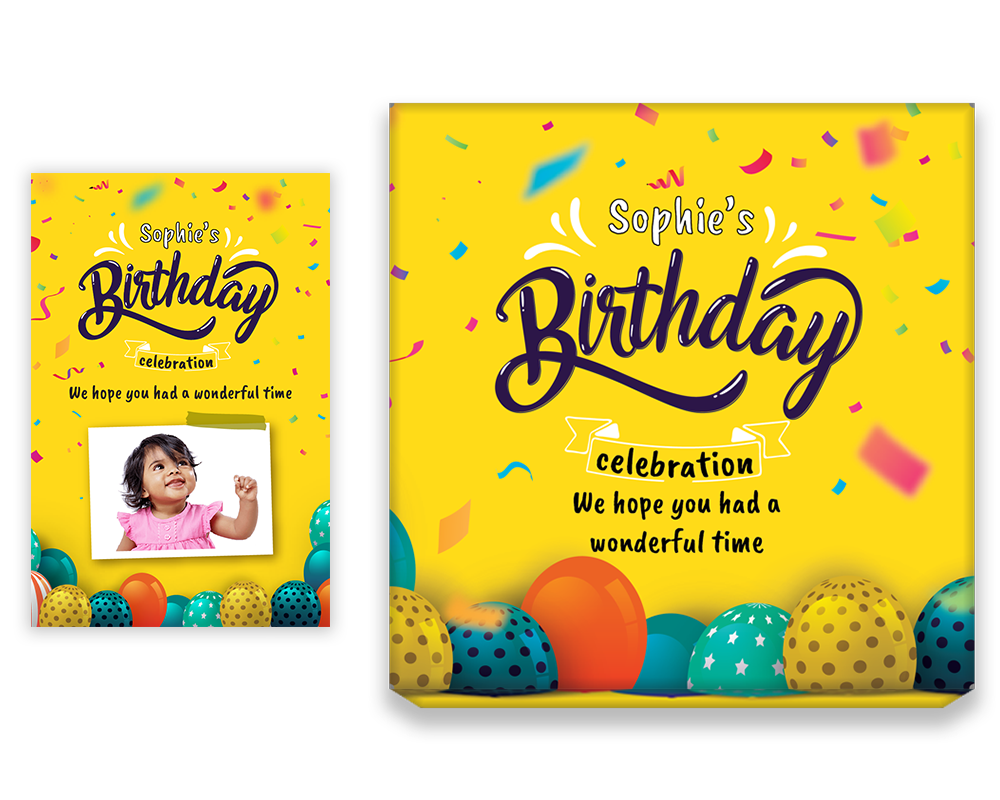 Sophie's
Birthday
celebration
We hope you had a wonderful time
Sophie's
Birthday
celebration
We hope you had a
wonderful time